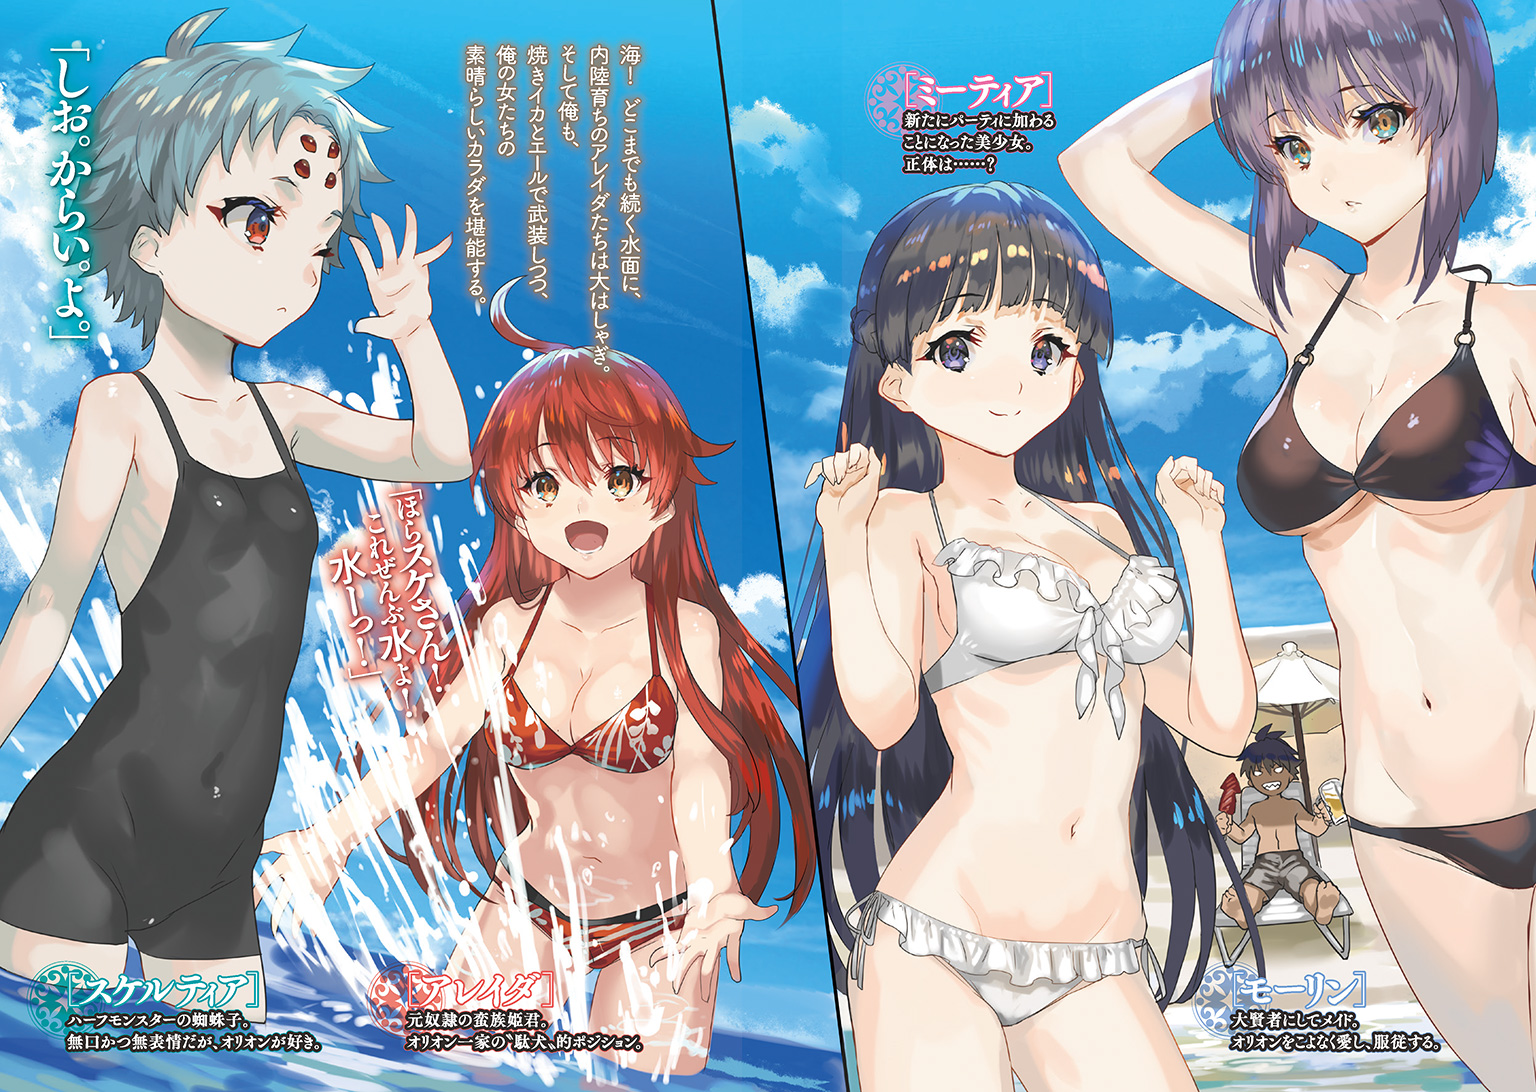 [ミーティア]
新たにパーティに加わる
ことになった美少女。
正体は……？
海！　どこまでも続く水面に、
内陸育ちのアレイダたちは大はしゃぎ。
そして俺も、
焼きイカとエールで武装しつつ、
俺の女たちの
素晴らしいカラダを堪能する。
「しお。からい。よ。」
「ほらスケさん！
これぜんぶ水よ！
水ーっ！」
[モーリン]
大賢者にしてメイド。
オリオンをこよなく愛し、服従する。
[アレイダ]
元奴隷の蛮族姫君。
オリオン一家の〝駄犬〟的ポジション。
[スケルティア]
ハーフモンスターの蜘蛛子。
無口かつ無表情だが、オリオンが好き。